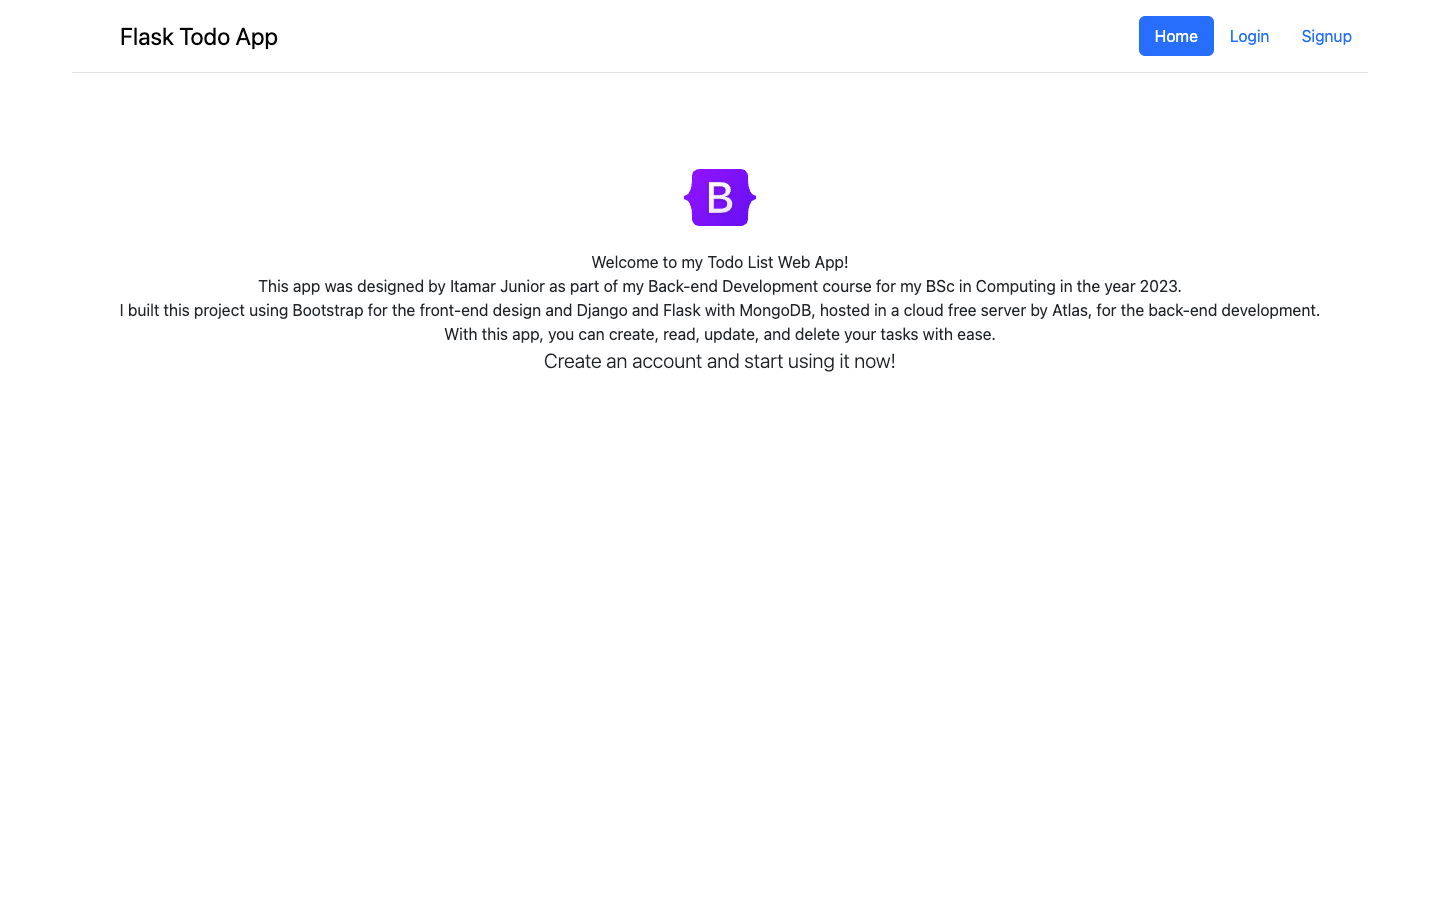 Flask Todo App
Home
Login
Signup
B
Welcome to my Todo List Web App!
This app was designed by Itamar Junior as part of my Back-end Development course for my BSc in Computing in the year 2023.
I built this project using Bootstrap for the front-end design and Django and Flask with MongoDB, hosted in a cloud free server by Atlas, for the back-end development.
With this app, you can create, read, update, and delete your tasks with ease.
Create an account and start using it now!